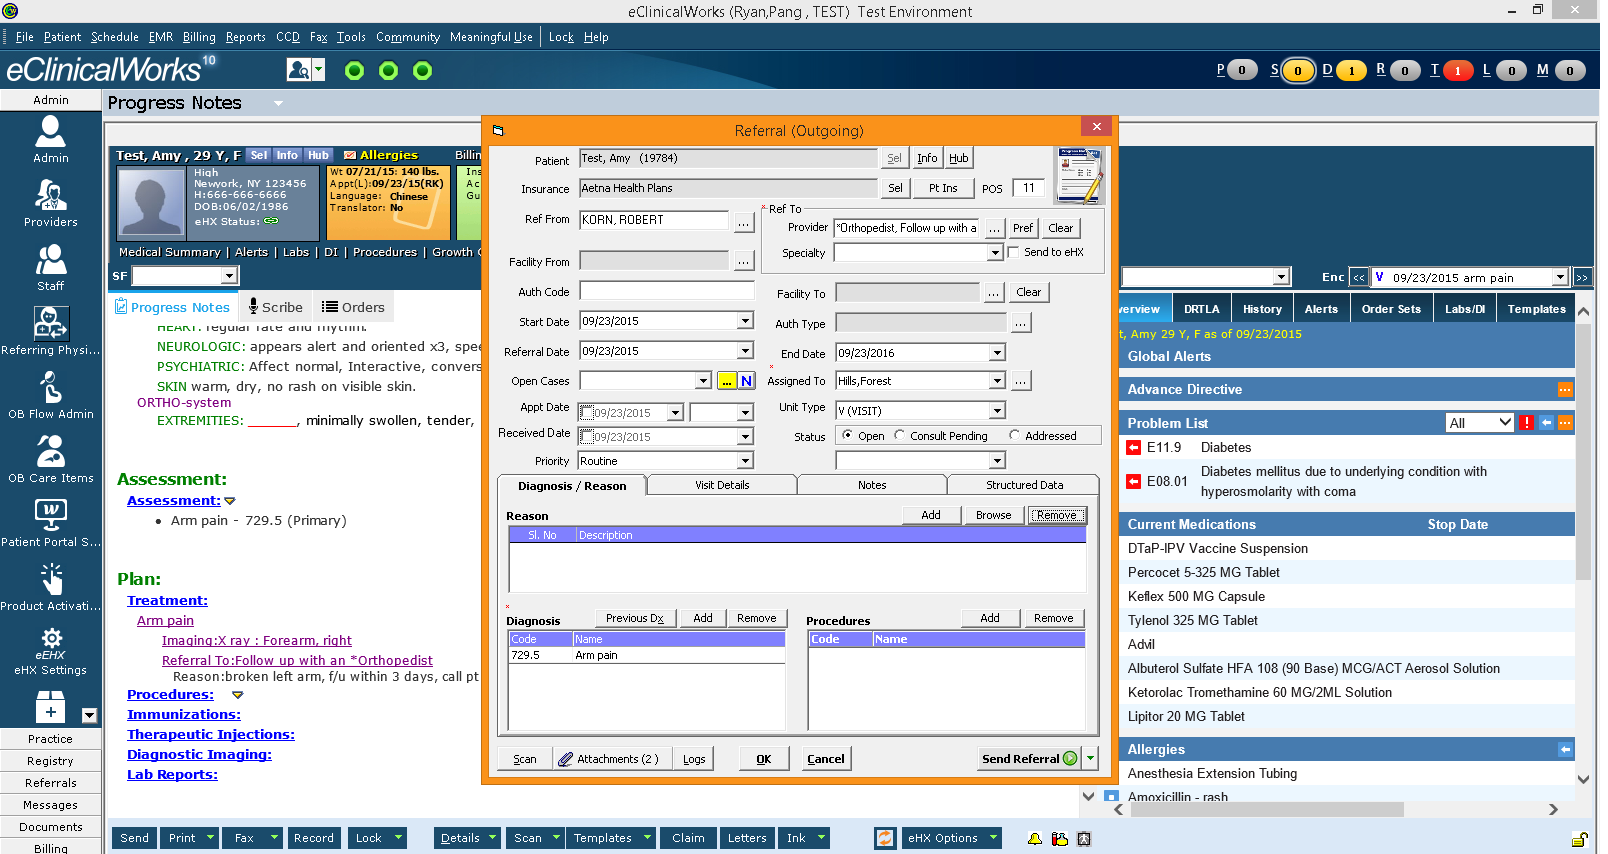 eClinicalWorks (Ryan,Pang , TEST)  Test Environment
File Patient Schedule EMR Billing Reports CCD Fax Tools Community Meaningful Use Lock Help
eClinicalWorks 10
P 0 S 0 D 1 R 0 T 1 L 0 M 0
Admin
Progress Notes
Admin
Providers
Staff
Referring Physi...
OB Flow Admin
OB Care Items
Patient Portal S...
Product Activati...
eEHX
eHX Settings
Practice
Registry
Referrals
Messages
Documents
Billing
Test, Amy , 29 Y, F Sel Info Hub Allergies Billin
High
Newyork, NY 123456
H:666-666-6666
DOB:06/02/1986
eHX Status:
Wt 07/21/15: 140 lbs.
Appt(L):09/23/15(RK)
Language: Chinese
Translator: No
Ins
Ac
Gu
Medical Summary | Alerts | Labs | DI | Procedures | Growth C
SF
Progress Notes Scribe Orders
HEART: regular rate and rhythm.
NEUROLOGIC: appears alert and oriented x3, spee
PSYCHIATRIC: Affect normal, Interactive, convers
SKIN warm, dry, no rash on visible skin.
ORTHO-system
EXTREMITIES: ______, minimally swollen, tender,
Assessment:
Assessment:
• Arm pain - 729.5 (Primary)
Plan:
Treatment:
Arm pain
Imaging:X ray : Forearm, right
Referral To:Follow up with an *Orthopedist
Reason:broken left arm, f/u within 3 days, call pt
Procedures:
Immunizations:
Therapeutic Injections:
Diagnostic Imaging:
Lab Reports:
Referral (Outgoing)
Patient Test, Amy (19784) Sel Info Hub
Insurance Aetna Health Plans Sel Pt Ins POS 11
Ref From KORN, ROBERT ...
Ref To
Provider *Orthopedist, Follow up with a ... Pref Clear
Specialty Send to eHX
Facility From ...
Auth Code
Facility To ... Clear
Start Date 09/23/2015
Auth Type ...
Referral Date 09/23/2015
End Date 09/23/2016
Open Cases ... N
Assigned To Hills,Forest ...
Appt Date 09/23/2015
Unit Type V (VISIT)
Received Date 09/23/2015
Status Open Consult Pending Addressed
Priority Routine
Diagnosis / Reason Visit Details Notes Structured Data
Reason Add Browse Remove
Sl. No Description
Diagnosis Previous Dx Add Remove
Code Name
729.5 Arm pain
Procedures Add Remove
Code Name
Scan Attachments (2 ) Logs OK Cancel Send Referral
Enc << V 09/23/2015 arm pain >>
erview DRTLA History Alerts Order Sets Labs/DI Templates
t, Amy 29 Y, F as of 09/23/2015
Global Alerts
Advance Directive ...
Problem List All ! ...
E11.9 Diabetes
E08.01 Diabetes mellitus due to underlying condition with
hyperosmolarity with coma
Current Medications Stop Date
DTaP-IPV Vaccine Suspension
Percocet 5-325 MG Tablet
Keflex 500 MG Capsule
Tylenol 325 MG Tablet
Advil
Albuterol Sulfate HFA 108 (90 Base) MCG/ACT Aerosol Solution
Ketorolac Tromethamine 60 MG/2ML Solution
Lipitor 20 MG Tablet
Allergies
Anesthesia Extension Tubing
Amoxicillin - rash
Send Print Fax Record Lock Details Scan Templates Claim Letters Ink eHX Options